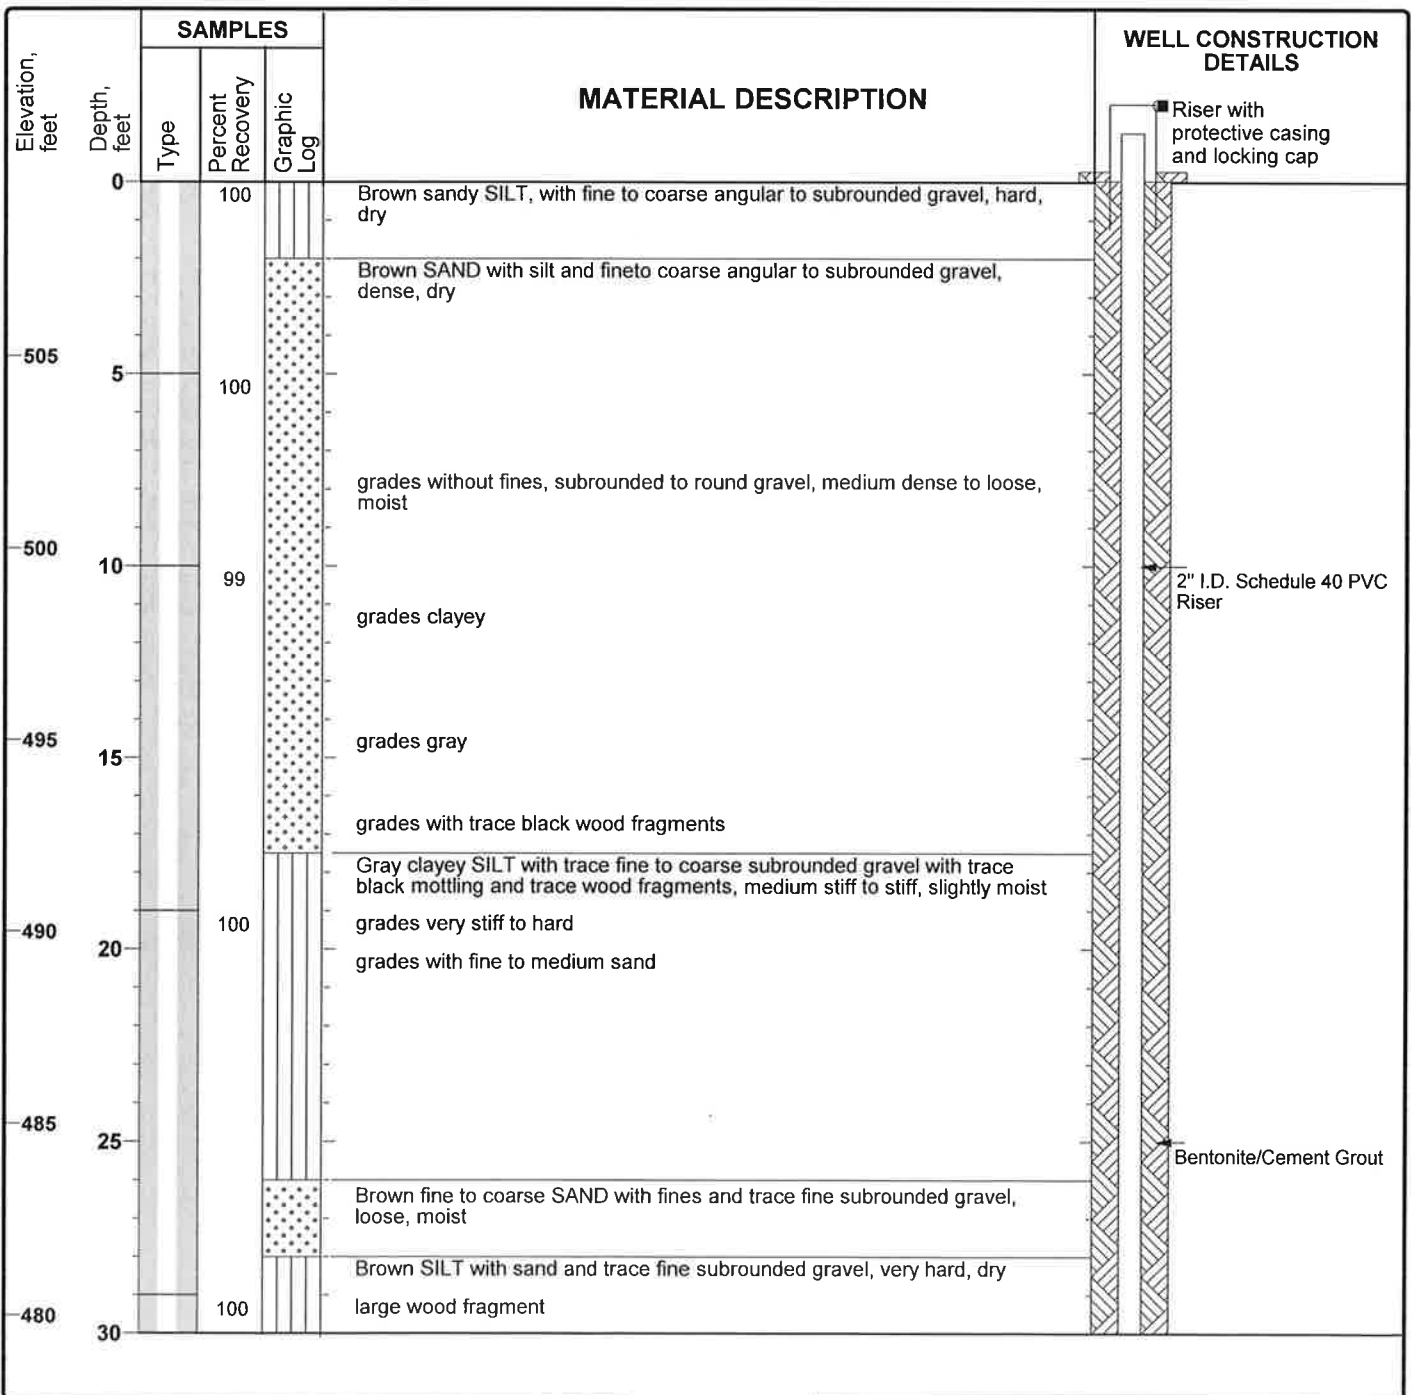 SAMPLES
Elevation,
feet
Depth,
feet
Type
Percent
Recovery
Graphic
Log
MATERIAL DESCRIPTION
WELL CONSTRUCTION
DETAILS
Riser with
protective casing
and locking cap
0
100
Brown sandy SILT, with fine to coarse angular to subrounded gravel, hard,
dry
Brown SAND with silt and fineto coarse angular to subrounded gravel,
dense, dry
505
5
100
grades without fines, subrounded to round gravel, medium dense to loose,
moist
500
10
99
2" I.D. Schedule 40 PVC
Riser
grades clayey
495
grades gray
15
grades with trace black wood fragments
Gray clayey SILT with trace fine to coarse subrounded gravel with trace
black mottling and trace wood fragments, medium stiff to stiff, slightly moist
490
100
grades very stiff to hard
20
grades with fine to medium sand
485
25
Bentonite/Cement Grout
Brown fine to coarse SAND with fines and trace fine subrounded gravel,
loose, moist
Brown SILT with sand and trace fine subrounded gravel, very hard, dry
480
100
large wood fragment
30